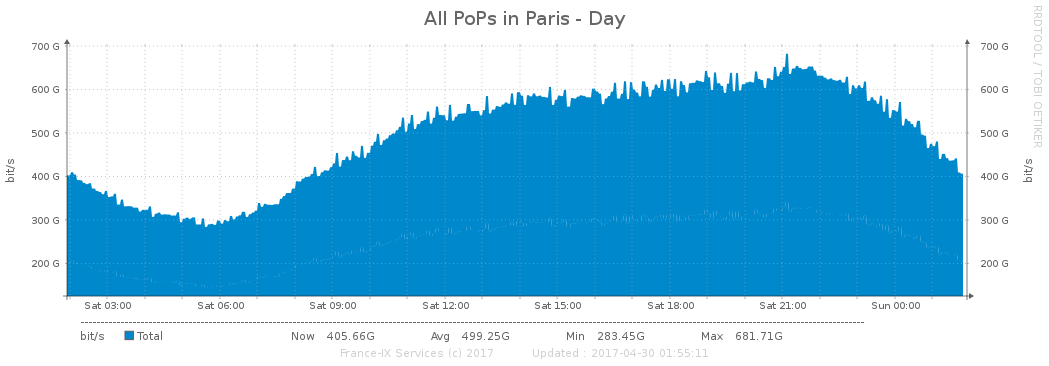 All PoPs in Paris - Day
RRDTOOL / TOBI OETIKER
bit/s
bit/s
700 G 700 G
600 G 600 G
500 G 500 G
400 G 400 G
300 G 300 G
200 G 200 G
Sat 03:00 Sat 06:00 Sat 09:00 Sat 12:00 Sat 15:00 Sat 18:00 Sat 21:00 Sun 00:00
bit/s Total Now 405.66G Avg 499.25G Min 283.45G Max 681.71G
France-IX Services (c) 2017 Updated : 2017-04-30 01:55:11